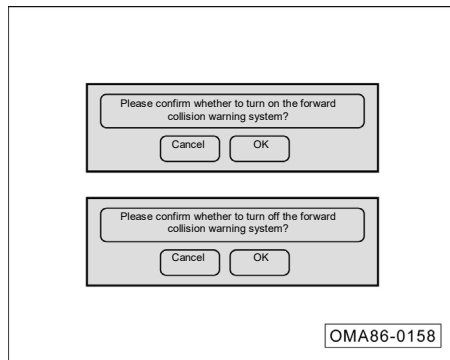 Please confirm whether to turn on the forward
collision warning system?
Cancel OK
Please confirm whether to turn off the forward
collision warning system?
Cancel OK
OMA86-0158